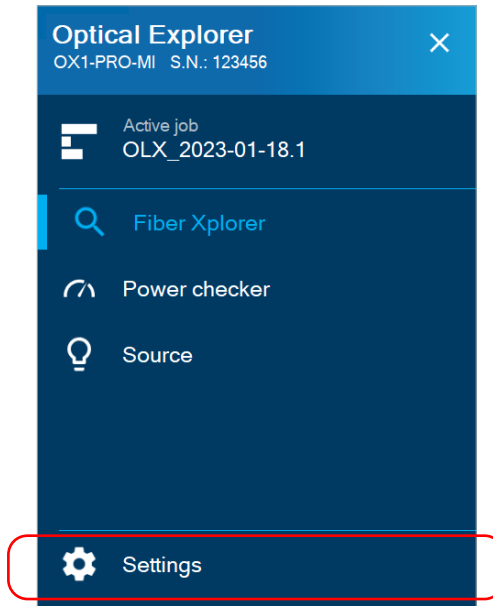 Optical Explorer
OX1-PRO-MI S.N.: 123456
Active job
OLX_2023-01-18.1
Fiber Xplorer
Power checker
Source
Settings